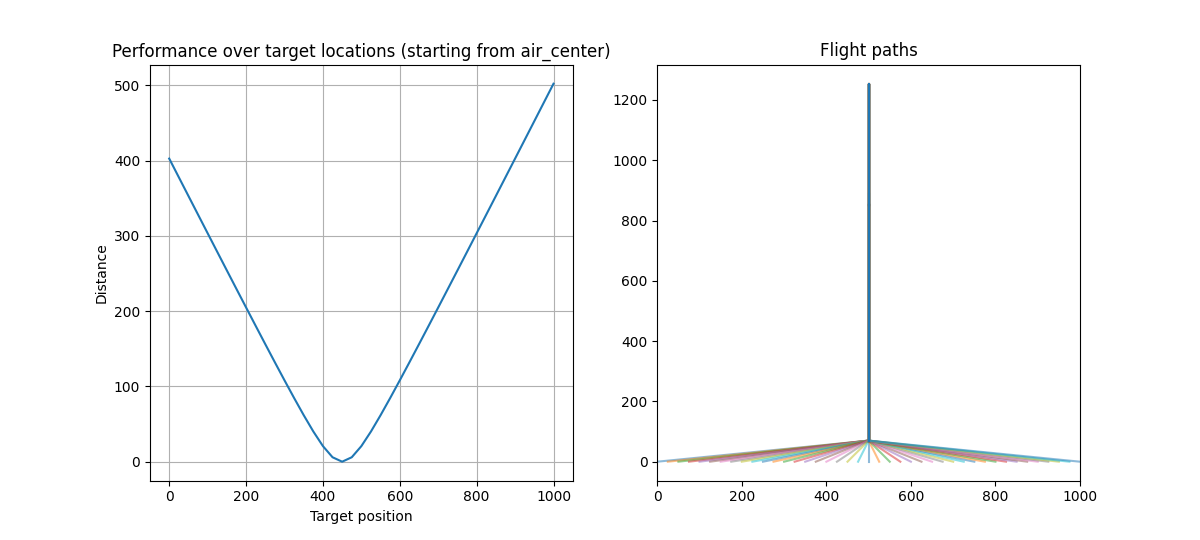 Performance over target locations (starting from air_center)
500
400
300
200
100
0
Distance
0 200 400 600 800 1000
Target position
Flight paths
1200
1000
800
600
400
200
0
0 200 400 600 800 1000